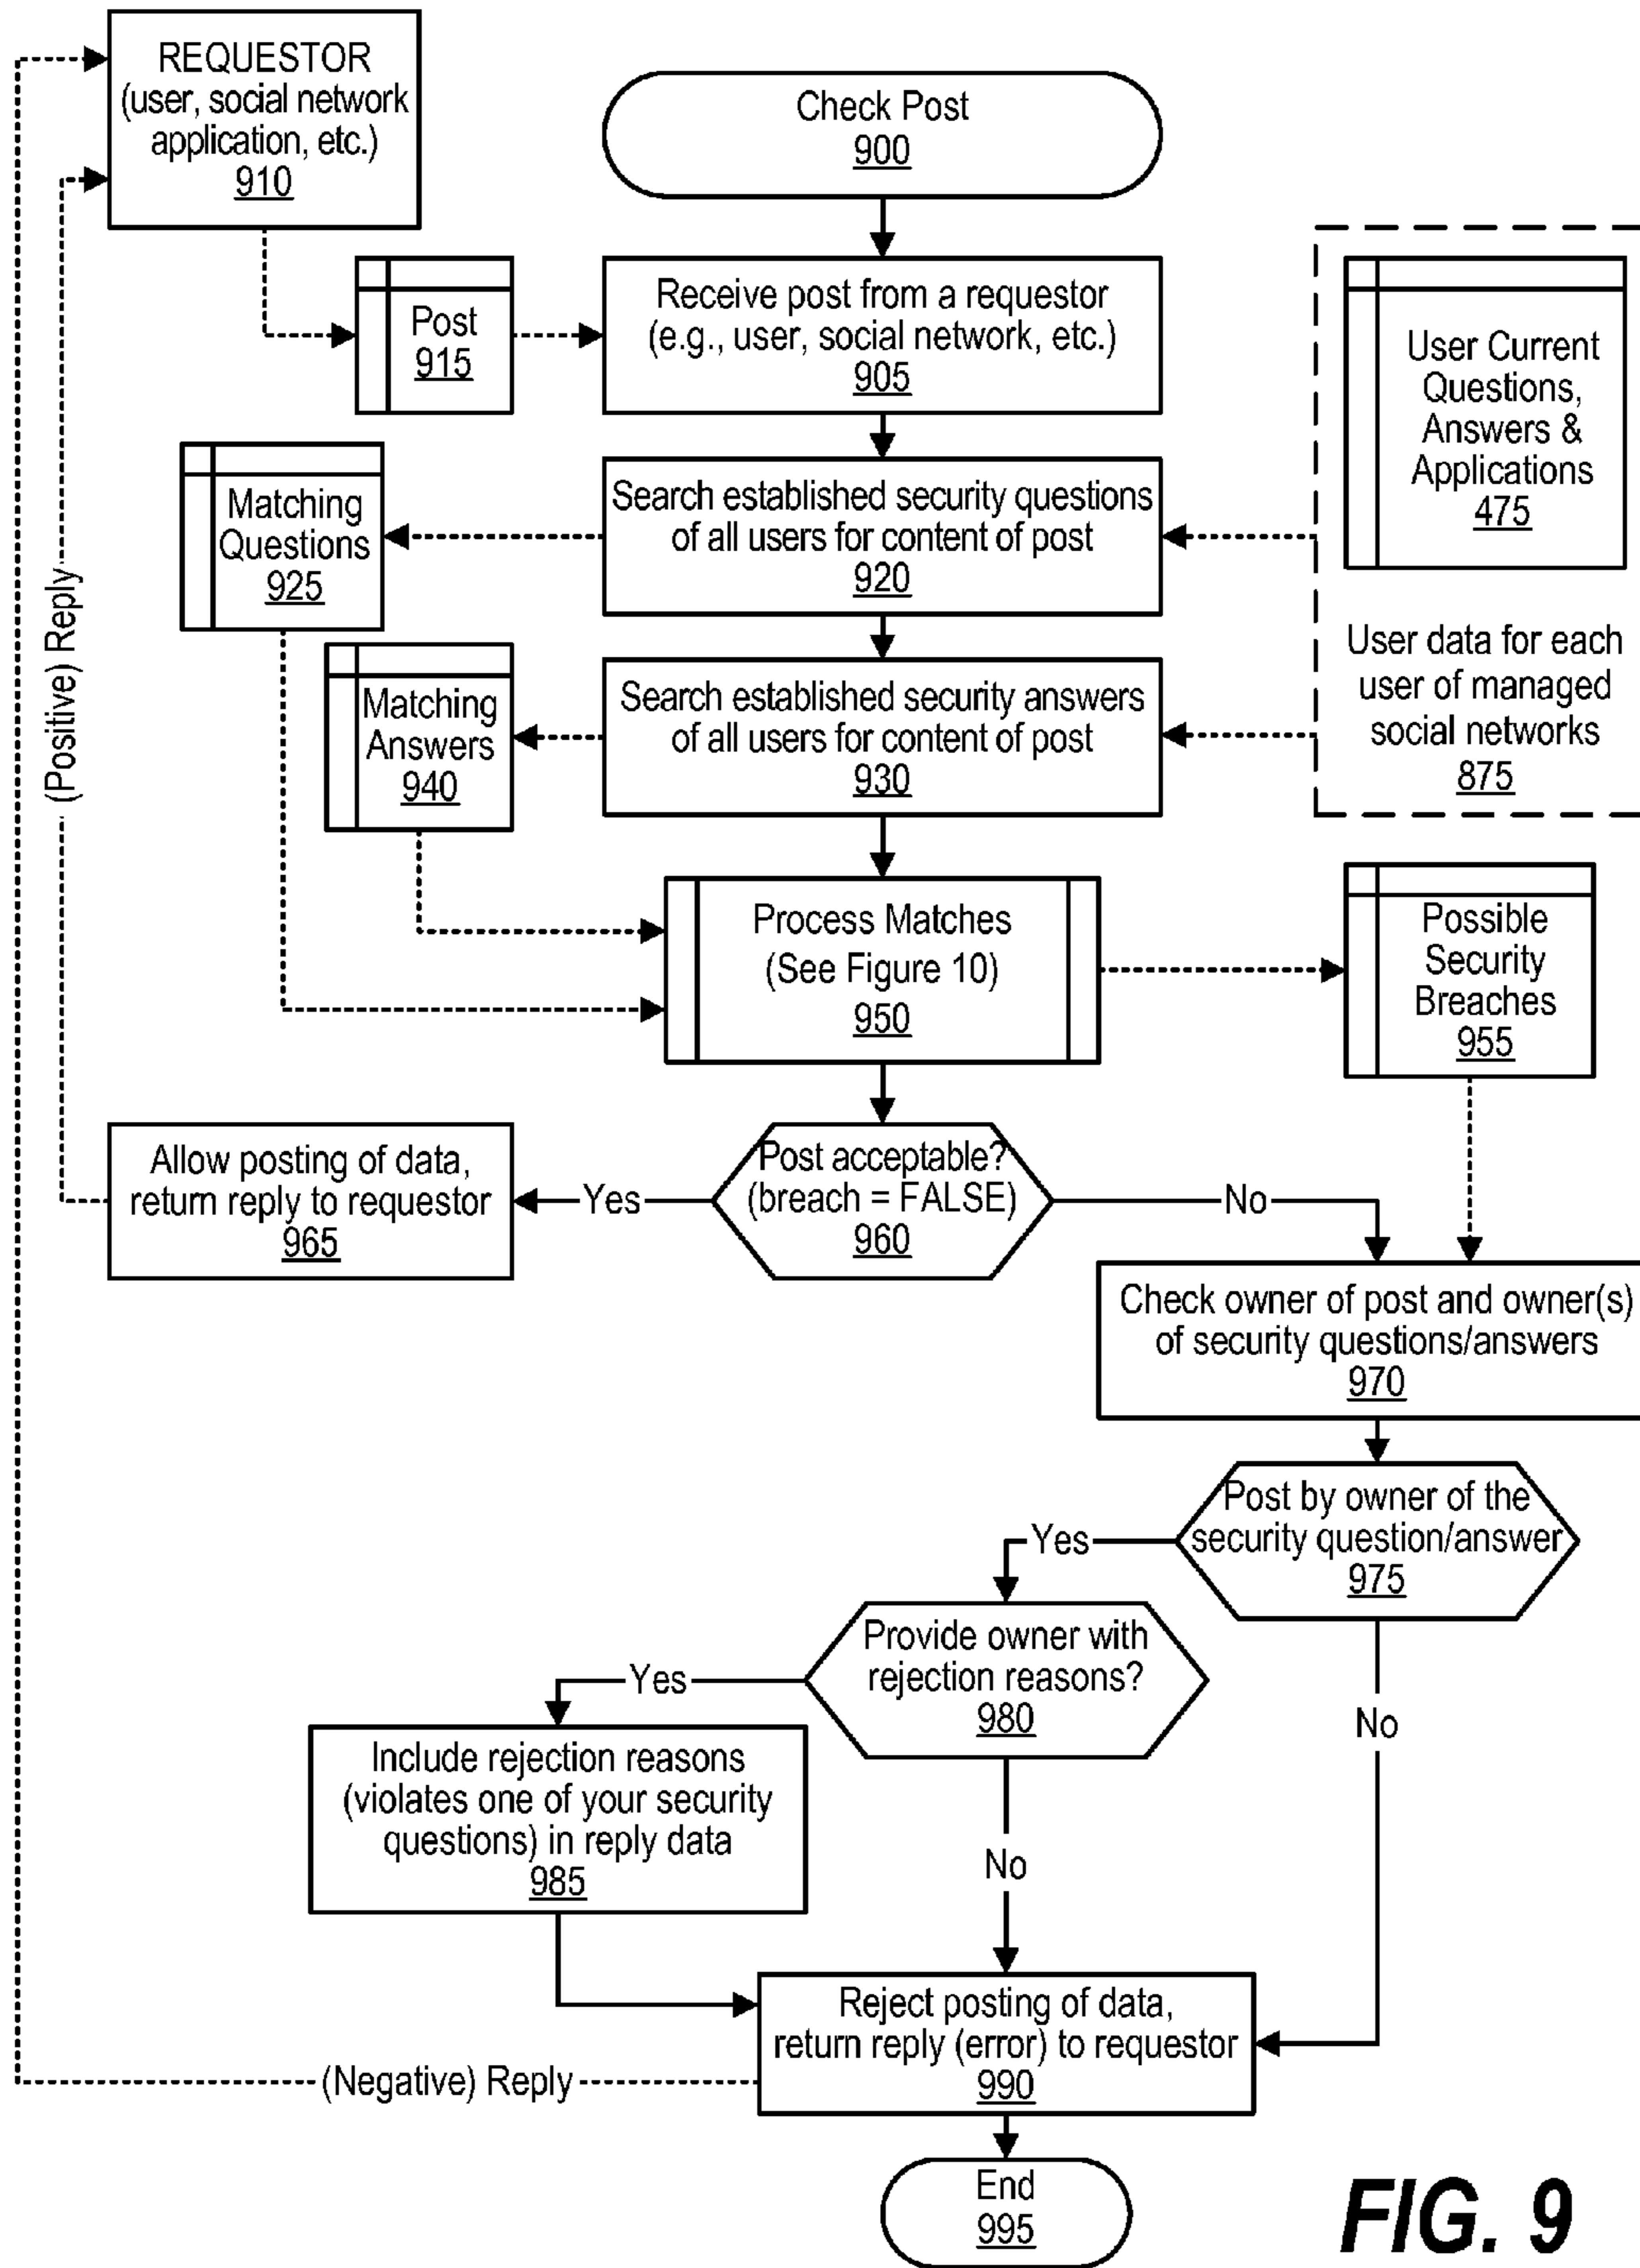 REQUESTOR
(user, social network
application, etc.)
910
Check Post
900
Post
915
Receive post from a requestor
(e.g., user, social network, etc.)
905
User Current
Questions,
Answers &
Applications
475
Matching
Questions
925
Search established security questions
of all users for content of post
920
User data for each
user of managed
social networks
875
Matching
Answers
940
Search established security answers
of all users for content of post
930
(Positive) Reply
Process Matches
(See Figure 10)
950
Possible
Security
Breaches
955
Allow posting of data,
return reply to requestor
965
Yes
Post acceptable?
(breach = FALSE)
960
No
Check owner of post and owner(s)
of security questions/answers
970
Post by owner of the
security question/answer
975
Yes
Provide owner with
rejection reasons?
980
Yes
No
Include rejection reasons
(violates one of your security
questions) in reply data
985
No
Reject posting of data,
return reply (error) to requestor
990
(Negative) Reply
End
995
FIG. 9